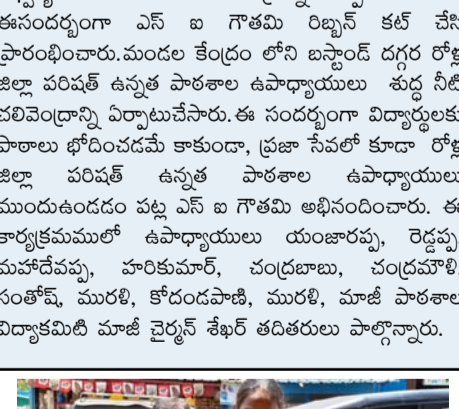 ఈసందర్భంగా ఎస్ ఐ గౌతమి రిబ్బన్ కట్ చేసి
ప్రారంభించారు.మండల కేంద్రం లోని బస్టాండ్ దగ్గర రోళ్ల
జిల్లా పరిషత్ ఉన్నత పాఠశాల ఉపాధ్యాయులు శుద్ధ నీటి
చలివేంద్రాన్ని ఏర్పాటుచేసారు.ఈ సందర్భంగా విద్యార్థులకు
పాఠాలు భోదించడమే కాకుండా, ప్రజా సేవలో కూడా రోళ్ల
జిల్లా పరిషత్ ఉన్నత పాఠశాల ఉపాధ్యాయులు
ముందుఉండడం పట్ల ఎస్ ఐ గౌతమి అభినందించారు. ఈ
కార్యక్రమములో ఉపాధ్యాయులు యంజారప్ప, రెడ్డప్ప,
మహాదేవప్ప, హరికుమార్, చంద్రబాబు, చంద్రమౌళి,
సంతోష్, మురళి, కోదండపాణి, మురళి, మాజీ పాఠశాల
విద్యాకమిటి మాజీ చైర్మన్ శేఖర్ తదితరులు పాల్గొన్నారు.